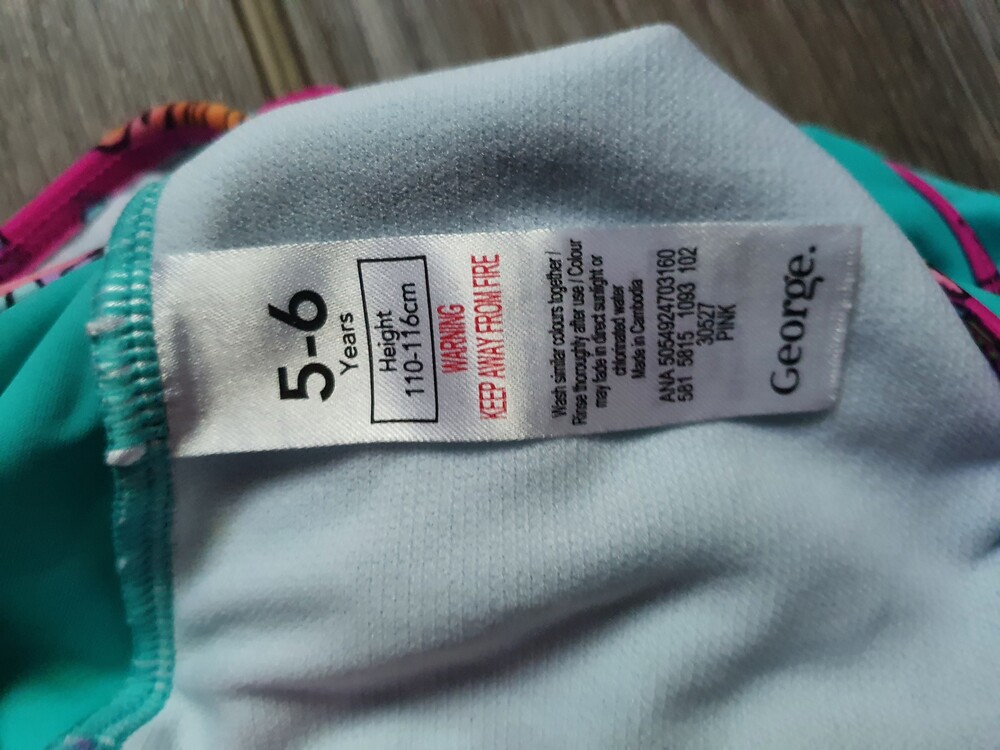 5-6
Years
Height
110-116cm
WARNING
KEEP AWAY FROM FIRE
Wash similar colours together /
Rinse thoroughly after use / Colour
may fade in direct sunlight or
chlorinated water
Made in Cambodia
ANA 5054924703160
581 5815 1093 102
30527
PINK
George.